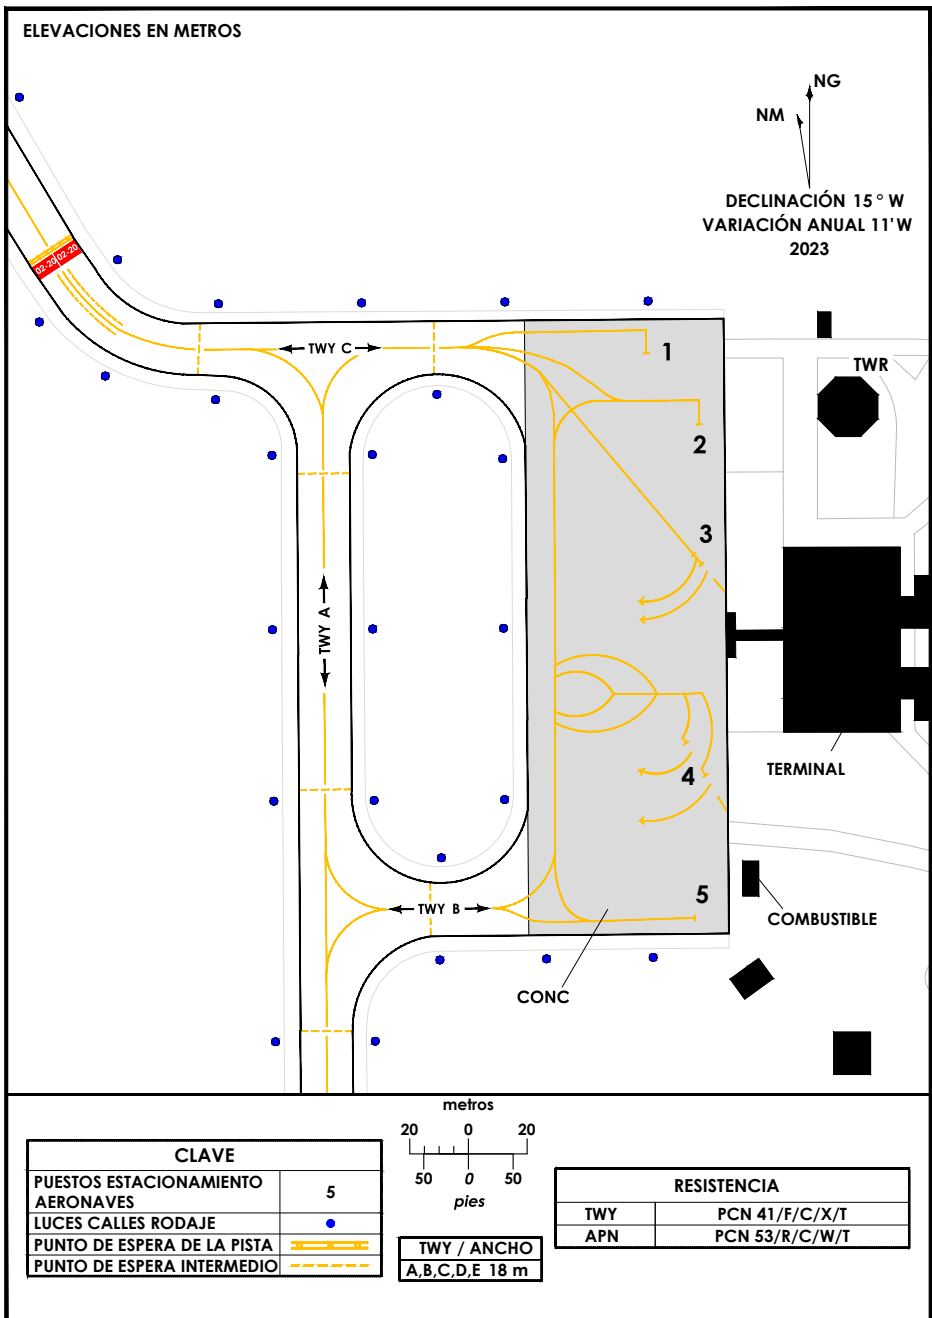 ELEVACIONES EN METROS
NG
NM
DECLINACIÓN 15° W
VARIACIÓN ANUAL 11' W
2023
02-20 02-20
TWY C
1
TWR
2
3
TWY A
4
TERMINAL
5
TWY B
COMBUSTIBLE
CONC
metros
20 0 20
50 0 50
pies
CLAVE
PUESTOS ESTACIONAMIENTO AERONAVES 5
LUCES CALLES RODAJE
PUNTO DE ESPERA DE LA PISTA
PUNTO DE ESPERA INTERMEDIO
TWY / ANCHO
A,B,C,D,E 18 m
RESISTENCIA
TWY PCN 41/F/C/X/T
APN PCN 53/R/C/W/T